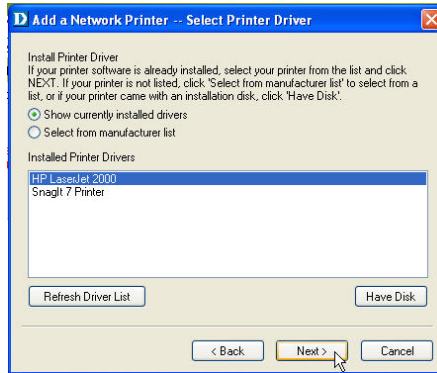 Add a Network Printer -- Select Printer Driver
Install Printer Driver
If your printer software is already installed, select your printer from the list and click
NEXT. If your printer is not listed, click 'Select from manufacturer list' to select from a
list, or if your printer came with an installation disk, click 'Have Disk'.
Show currently installed drivers
Select from manufacturer list
Installed Printer Drivers
HP LaserJet 2000
SnagIt 7 Printer
Refresh Driver List
Have Disk
< Back
Next >
Cancel